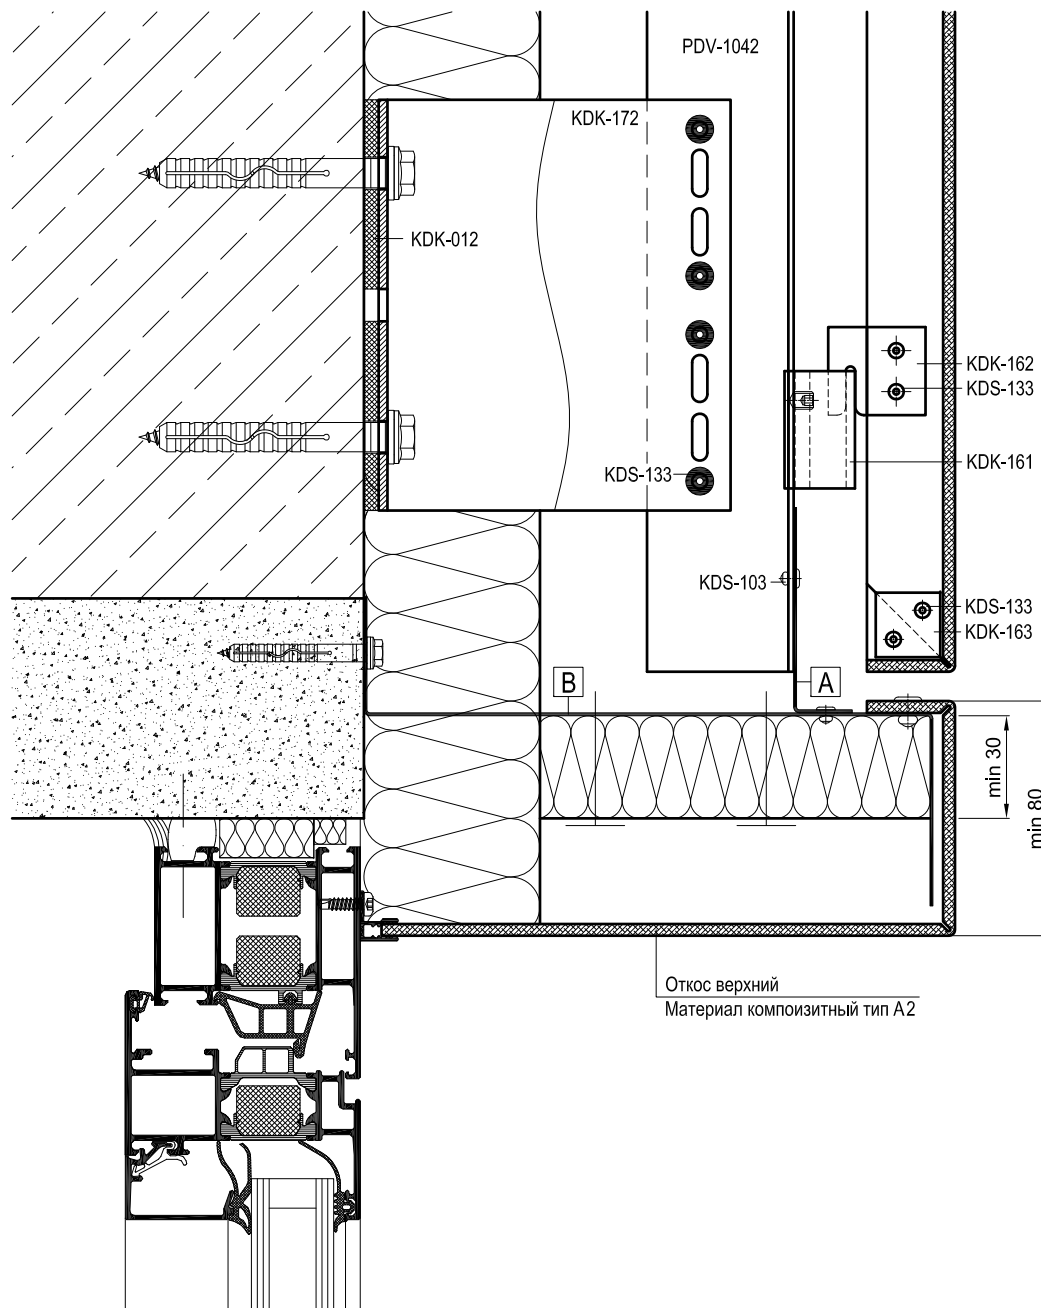 PDV-1042
KDK-172
KDK-012
KDK-162
KDS-133
KDK-161
KDS-133
KDS-103
KDS-133
KDK-163
B
A
min 30
min 80
Откос верхний
Материал компоизитный тип А2